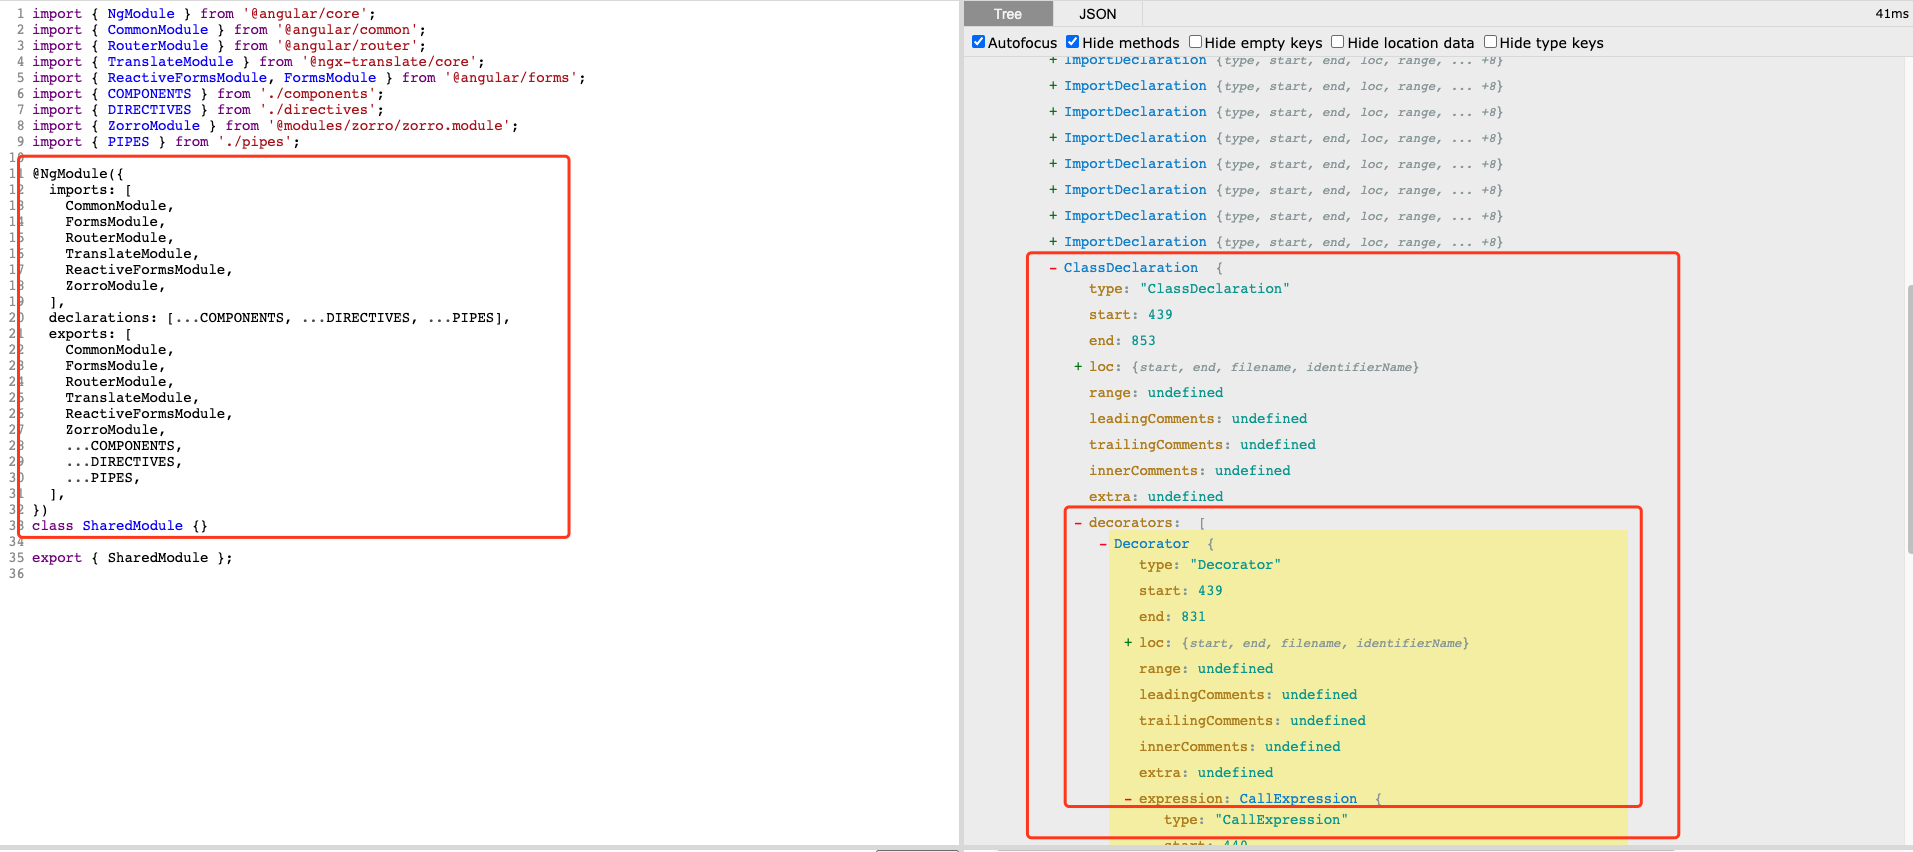 1 import { NgModule } from '@angular/core';
2 import { CommonModule } from '@angular/common';
3 import { RouterModule } from '@angular/router';
4 import { TranslateModule } from '@ngx-translate/core';
5 import { ReactiveFormsModule, FormsModule } from '@angular/forms';
6 import { COMPONENTS } from './components';
7 import { DIRECTIVES } from './directives';
8 import { ZorroModule } from '@modules/zorro/zorro.module';
9 import { PIPES } from './pipes';
10
11 @NgModule({
12 imports: [
13 CommonModule,
14 FormsModule,
15 RouterModule,
16 TranslateModule,
17 ReactiveFormsModule,
18 ZorroModule,
19 ],
20 declarations: [...COMPONENTS, ...DIRECTIVES, ...PIPES],
21 exports: [
22 CommonModule,
23 FormsModule,
24 RouterModule,
25 TranslateModule,
26 ReactiveFormsModule,
27 ZorroModule,
28 ...COMPONENTS,
29 ...DIRECTIVES,
30 ...PIPES,
31 ],
32 })
33 class SharedModule {}
34
35 export { SharedModule };
36
Tree JSON 41ms
Autofocus Hide methods Hide empty keys Hide location data Hide type keys
+ ImportDeclaration {type, start, end, loc, range, ... +8}
+ ImportDeclaration {type, start, end, loc, range, ... +8}
+ ImportDeclaration {type, start, end, loc, range, ... +8}
+ ImportDeclaration {type, start, end, loc, range, ... +8}
+ ImportDeclaration {type, start, end, loc, range, ... +8}
+ ImportDeclaration {type, start, end, loc, range, ... +8}
+ ImportDeclaration {type, start, end, loc, range, ... +8}
+ ImportDeclaration {type, start, end, loc, range, ... +8}
- ClassDeclaration {
type: "ClassDeclaration"
start: 439
end: 853
+ loc: {start, end, filename, identifierName}
range: undefined
leadingComments: undefined
trailingComments: undefined
innerComments: undefined
extra: undefined
- decorators: [
- Decorator {
type: "Decorator"
start: 439
end: 831
+ loc: {start, end, filename, identifierName}
range: undefined
leadingComments: undefined
trailingComments: undefined
innerComments: undefined
extra: undefined
- expression: CallExpression {
type: "CallExpression"
start: 440